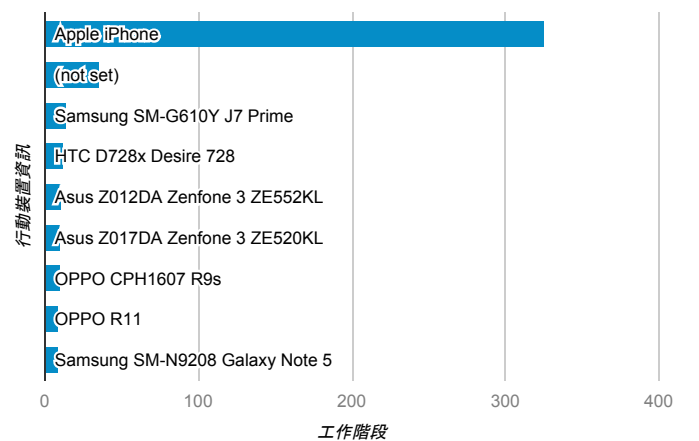 Apple iPhone
(not set)
Samsung SM-G610Y J7 Prime
HTC D728x Desire 728
Asus Z012DA Zenfone 3 ZE552KL
Asus Z017DA Zenfone 3 ZE520KL
OPPO CPH1607 R9s
OPPO R11
Samsung SM-N9208 Galaxy Note 5
行動裝置資訊
0 100 200 300 400
工作階段